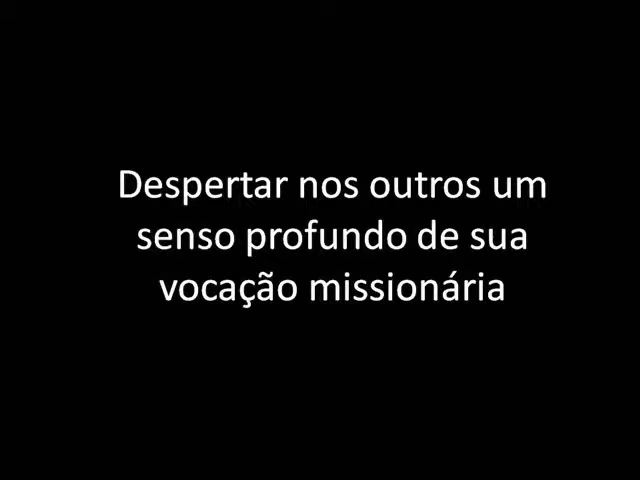 Despertar nos outros um
senso profundo de sua
vocação missionária